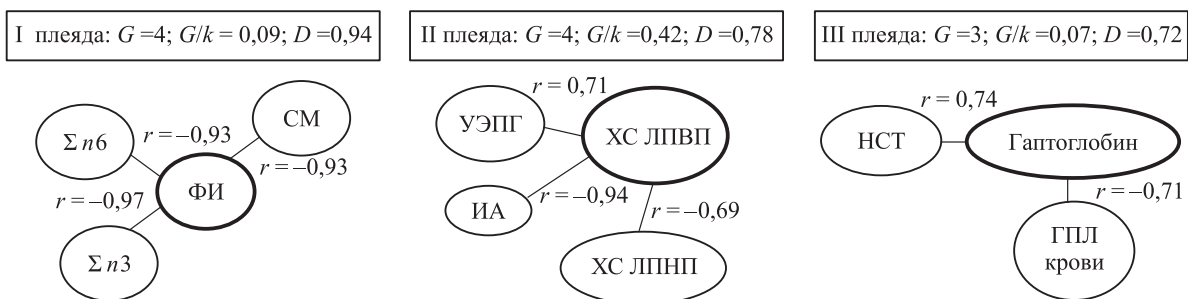 I плеяда: G =4; G/k = 0,09; D =0,94
II плеяда: G =4; G/k =0,42; D =0,78
III плеяда: G =3; G/k =0,07; D =0,72
Σ n6
r = –0,93
СМ
r = –0,93
ФИ
r = –0,97
Σ n3
УЭПГ
r = 0,71
ХС ЛПВП
ИА
r = –0,94
r = –0,69
ХС ЛПНП
НСТ
r = 0,74
Гаптоглобин
r = –0,71
ГПЛ
крови